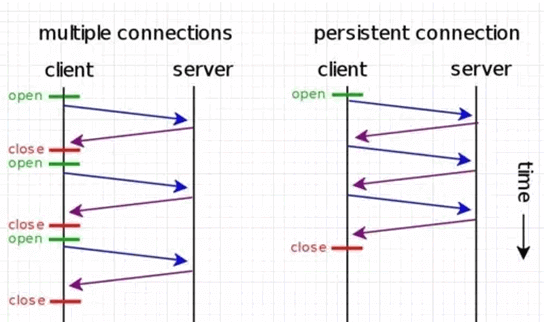 multiple connections
client server
open
close
open
close
open
close
persistent connection
client server
open
close
time